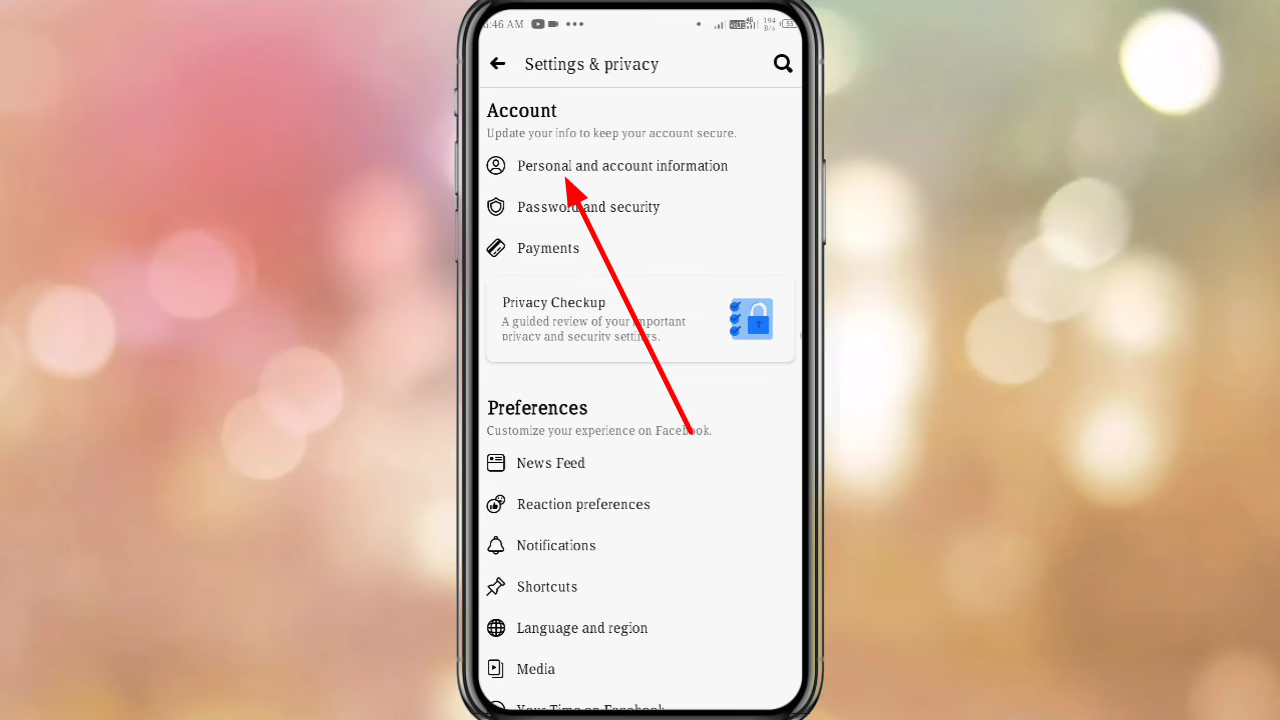 :46 AM
194
B/s
55
Settings & privacy
Account
Update your info to keep your account secure.
Personal and account information
Password and security
Payments
Privacy Checkup
A guided review of your important
privacy and security settings.
Preferences
Customize your experience on Facebook.
News Feed
Reaction preferences
Notifications
Shortcuts
Language and region
Media
Your Time on Facebook